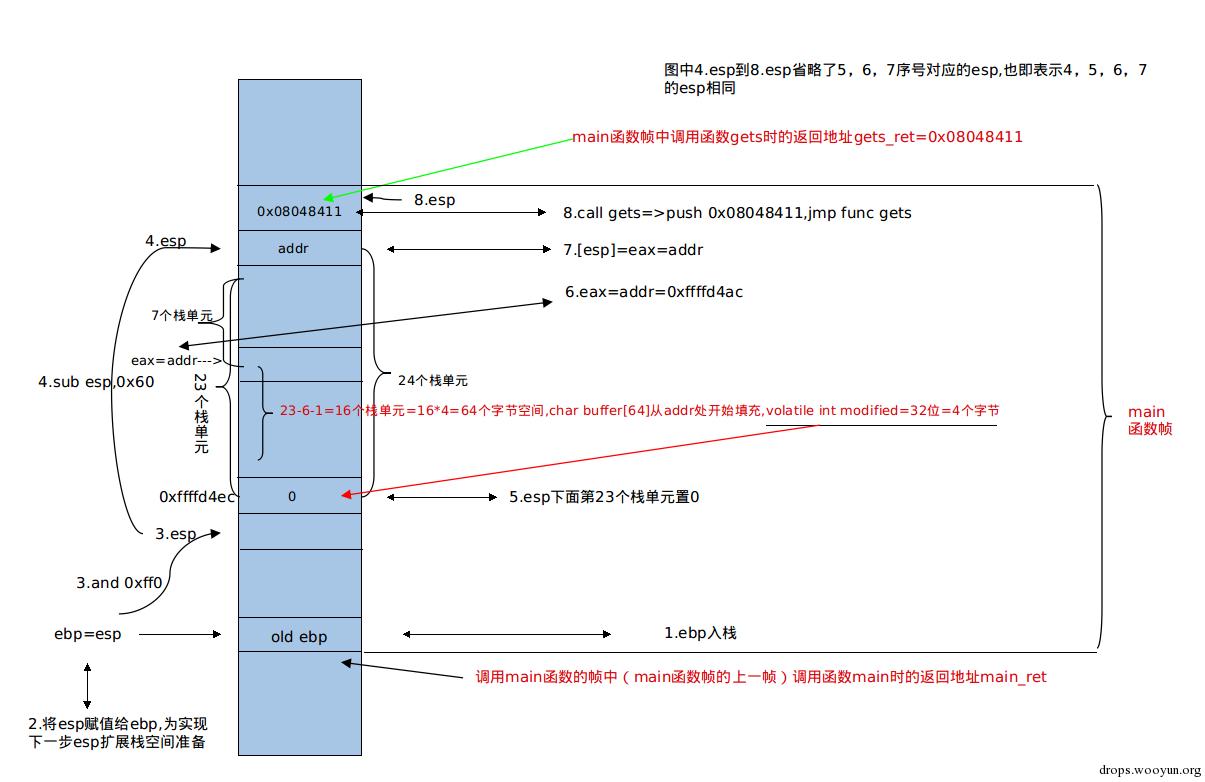 图中4.esp到8.esp省略了5，6，7序号对应的esp,也即表示4，5，6，7
的esp相同
main函数帧中调用函数gets时的返回地址gets_ret=0x08048411
8.esp
0x08048411
8.call gets=>push 0x08048411,jmp func gets
4.esp
addr
7.[esp]=eax=addr
6.eax=addr=0xffffd4ac
7个栈单元
eax=addr--->
4.sub esp,0x60
23个栈单元
24个栈单元
23-6-1=16个栈单元=16*4=64个字节空间,char buffer[64]从addr处开始填充,volatile int modified=32位=4个字节
main
函数帧
0xffffd4ec
0
5.esp下面第23个栈单元置0
3.esp
3.and 0xff0
ebp=esp
old ebp
1.ebp入栈
调用main函数的帧中（main函数帧的上一帧）调用函数main时的返回地址main_ret
2.将esp赋值给ebp,为实现
下一步esp扩展栈空间准备
drops.wooyun.org